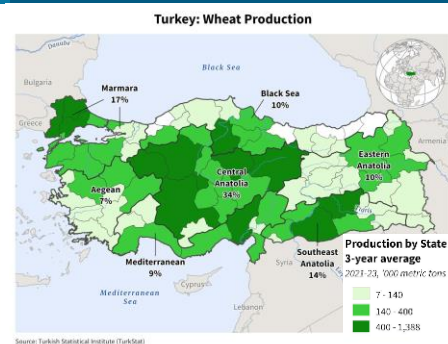 Turkey: Wheat Production
Danube
Bulgaria
Black Sea
Marmara
17%
Black Sea
10%
Greece
Armenia
Eastern
Anatolia
10%
Central
Anatolia
34%
Aegean
7%
Mediterranean
9%
Southeast
Anatolia
14%
Syria
Cyprus
Mediterranean
Sea
Lebanon
Production by State
3-year average
2021-23, '000 metric tons
7 - 140
140 - 400
400 - 1,388
Source: Turkish Statistical Institute (TurkStat)